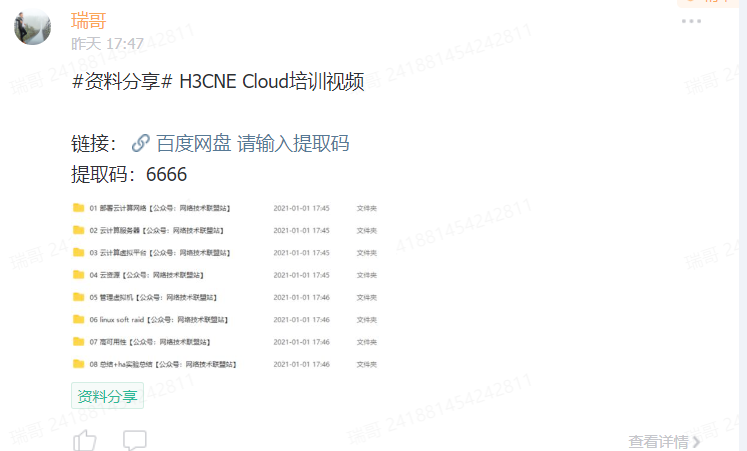 瑞哥
昨天 17:47
#资料分享# H3CNE Cloud培训视频
链接： 百度网盘 请输入提取码
提取码：6666
01 部署云计算网络【公众号：网络技术联盟站】 2021-01-01 17:45 文件夹
02 云计算服务器【公众号：网络技术联盟站】 2021-01-01 17:45 文件夹
03 云计算虚拟平台【公众号：网络技术联盟站】 2021-01-01 17:45 文件夹
04 云资源【公众号：网络技术联盟站】 2021-01-01 17:45 文件夹
05 管理虚拟机【公众号：网络技术联盟站】 2021-01-01 17:46 文件夹
06 linux soft raid【公众号：网络技术联盟站】 2021-01-01 17:46 文件夹
07 高可用性【公众号：网络技术联盟站】 2021-01-01 17:46 文件夹
08 总结+ha实验总结【公众号：网络技术联盟站】 2021-01-01 17:46 文件夹
资料分享
查看详情
瑞哥 241881454242811